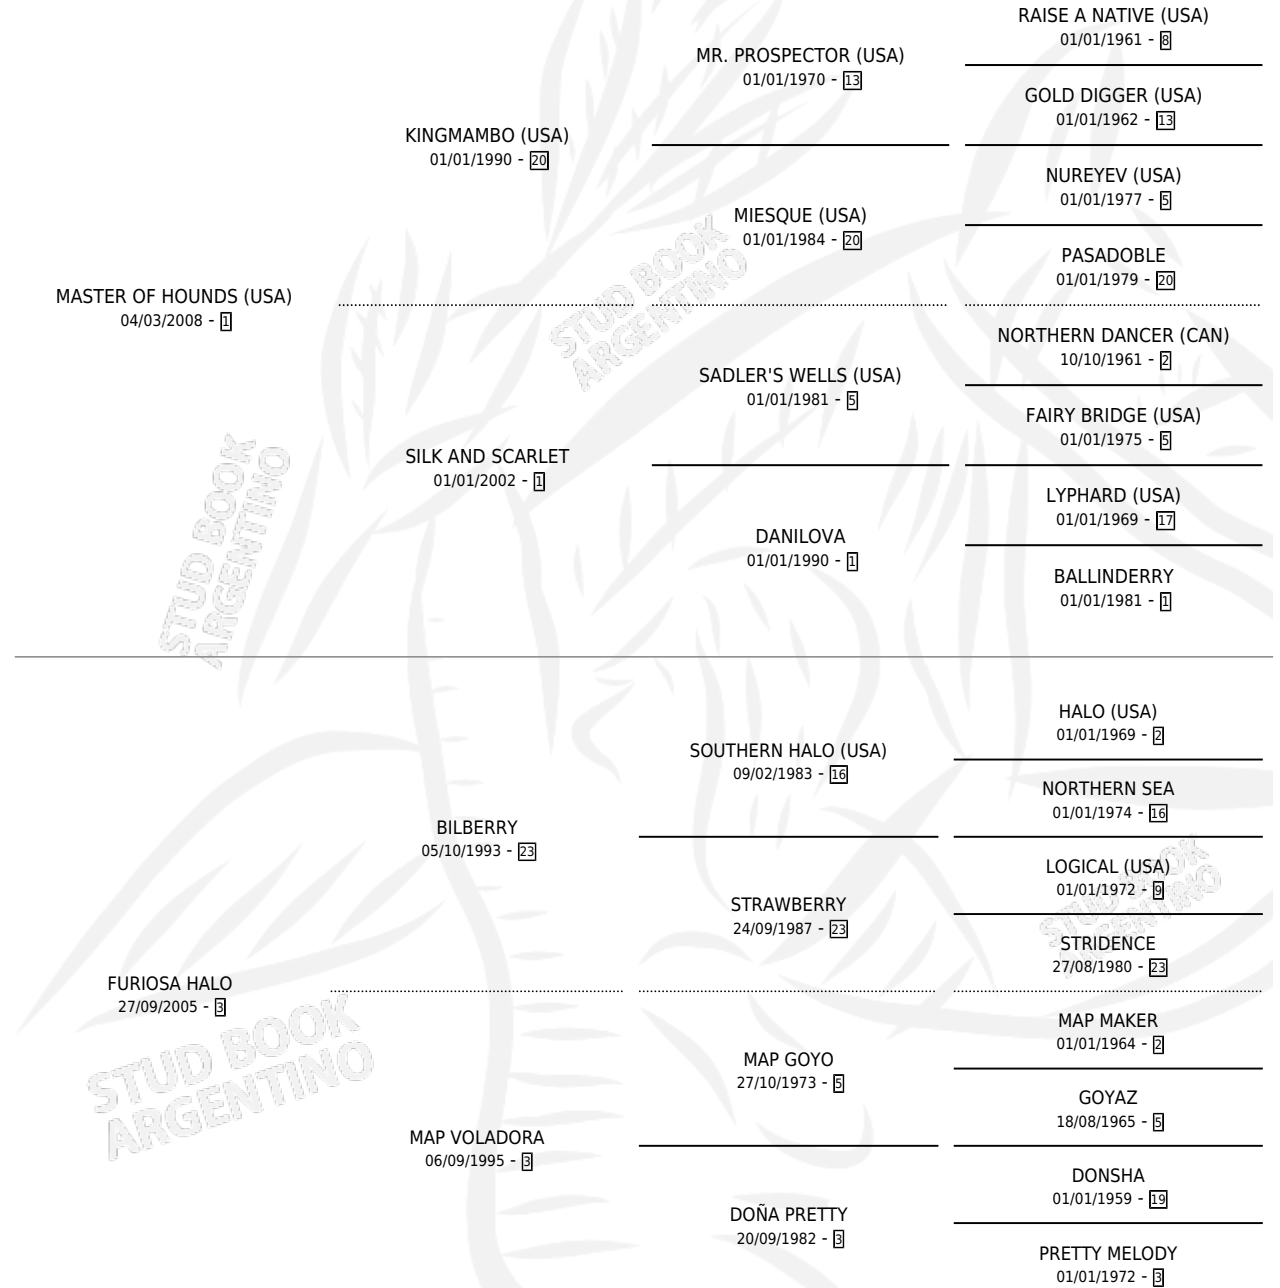 RAISE A NATIVE (USA)
01/01/1961 - 8
MR. PROSPECTOR (USA)
01/01/1970 - 13
GOLD DIGGER (USA)
01/01/1962 - 13
KINGMAMBO (USA)
01/01/1990 - 20
NUREYEV (USA)
01/01/1977 - 5
MIESQUE (USA)
01/01/1984 - 20
PASADOBLE
01/01/1979 - 20
MASTER OF HOUNDS (USA)
04/03/2008 - 1
NORTHERN DANCER (CAN)
10/10/1961 - 2
SADLER'S WELLS (USA)
01/01/1981 - 5
FAIRY BRIDGE (USA)
01/01/1975 - 5
SILK AND SCARLET
01/01/2002 - 1
LYPHARD (USA)
01/01/1969 - 17
DANILOVA
01/01/1990 - 1
BALLINDERRY
01/01/1981 - 1
HALO (USA)
01/01/1969 - 2
SOUTHERN HALO (USA)
09/02/1983 - 16
NORTHERN SEA
01/01/1974 - 16
BILBERRY
05/10/1993 - 23
LOGICAL (USA)
01/01/1972 - 9
STRAWBERRY
24/09/1987 - 23
STRIDENCE
27/08/1980 - 23
FURIOSA HALO
27/09/2005 - 3
MAP MAKER
01/01/1964 - 2
MAP GOYO
27/10/1973 - 5
GOYAZ
18/08/1965 - 5
MAP VOLADORA
06/09/1995 - 3
DONSHA
01/01/1959 - 19
DOÑA PRETTY
20/09/1982 - 3
PRETTY MELODY
01/01/1972 - 3
STUD BOOK
ARGENTINO
STUD BOOK
ARGENTINO
STUD BOOK
ARGENTINO
STUD BOOK
ARGENTINO